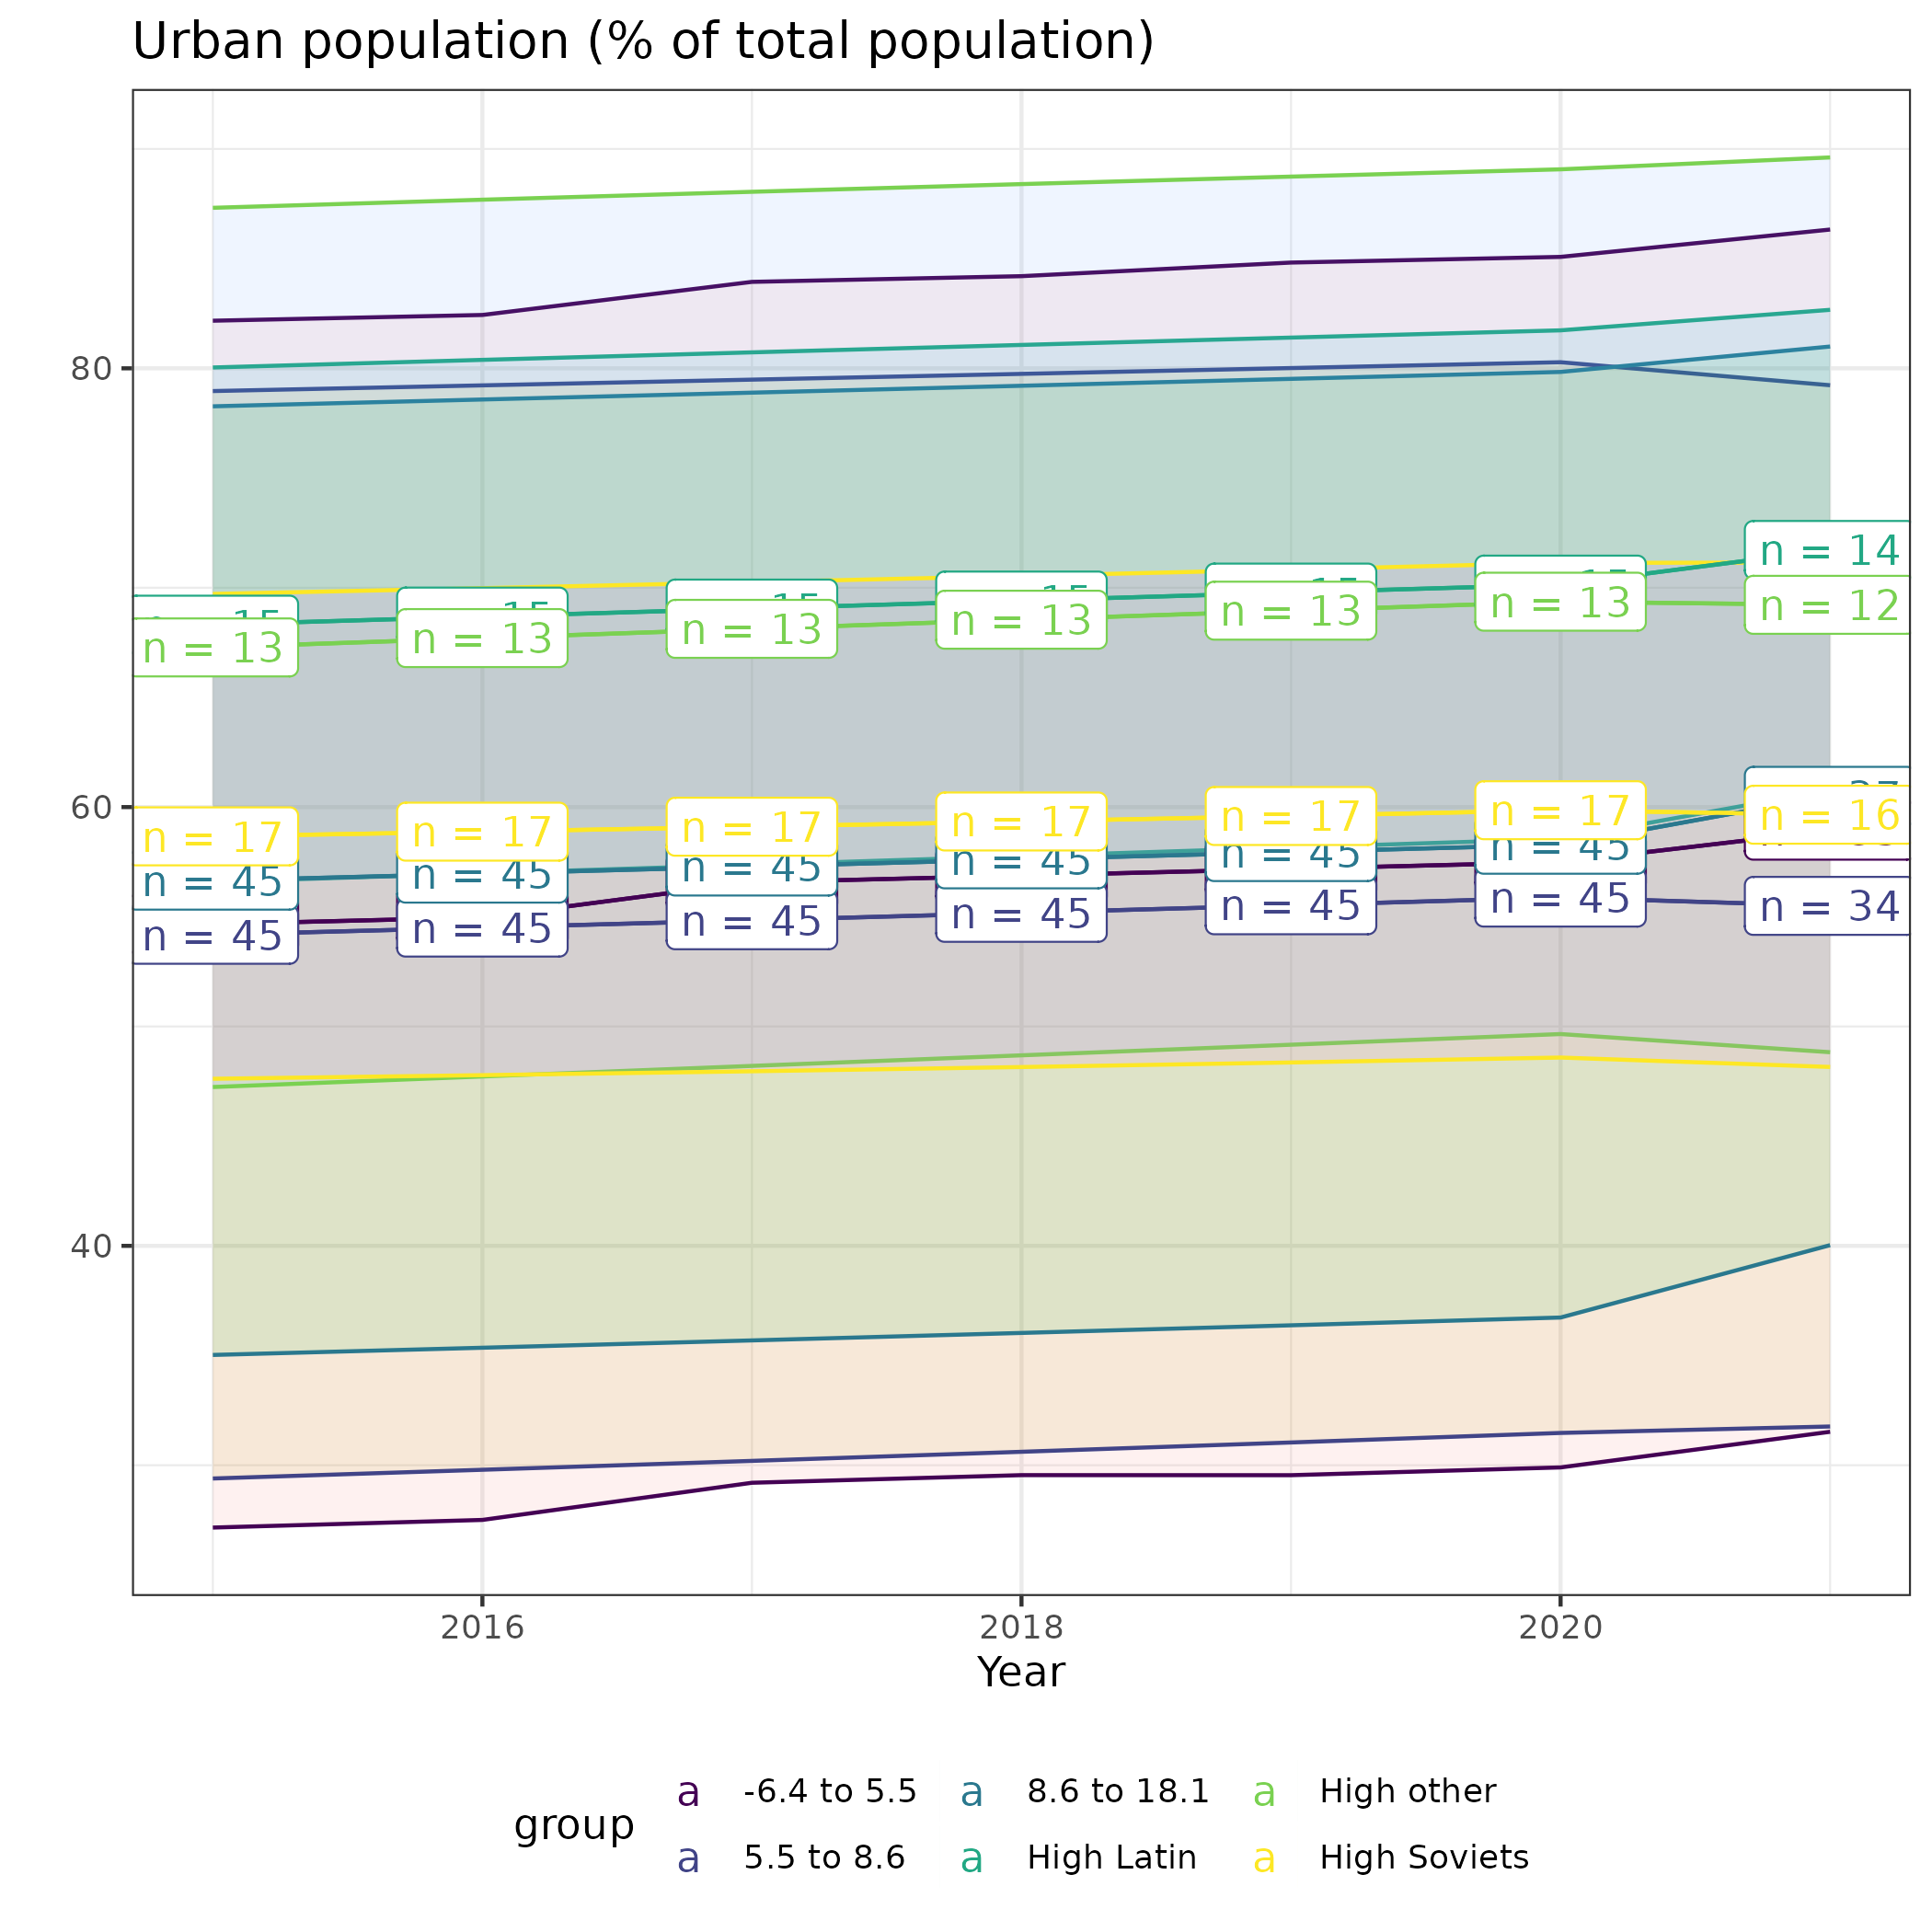 Urban population (% of total population)
80
60
40
n = 14
n = 13
n = 13
n = 13
n = 13
n = 13
n = 13
n = 12
n = 17
n = 17
n = 17
n = 17
n = 17
n = 17
n = 16
n = 45
n = 45
n = 45
n = 45
n = 45
n = 45
n = 45
n = 45
n = 45
n = 45
n = 45
n = 45
n = 34
2016
2018
2020
Year
group
a -6.4 to 5.5 a 8.6 to 18.1 a High other
a 5.5 to 8.6 a High Latin a High Soviets